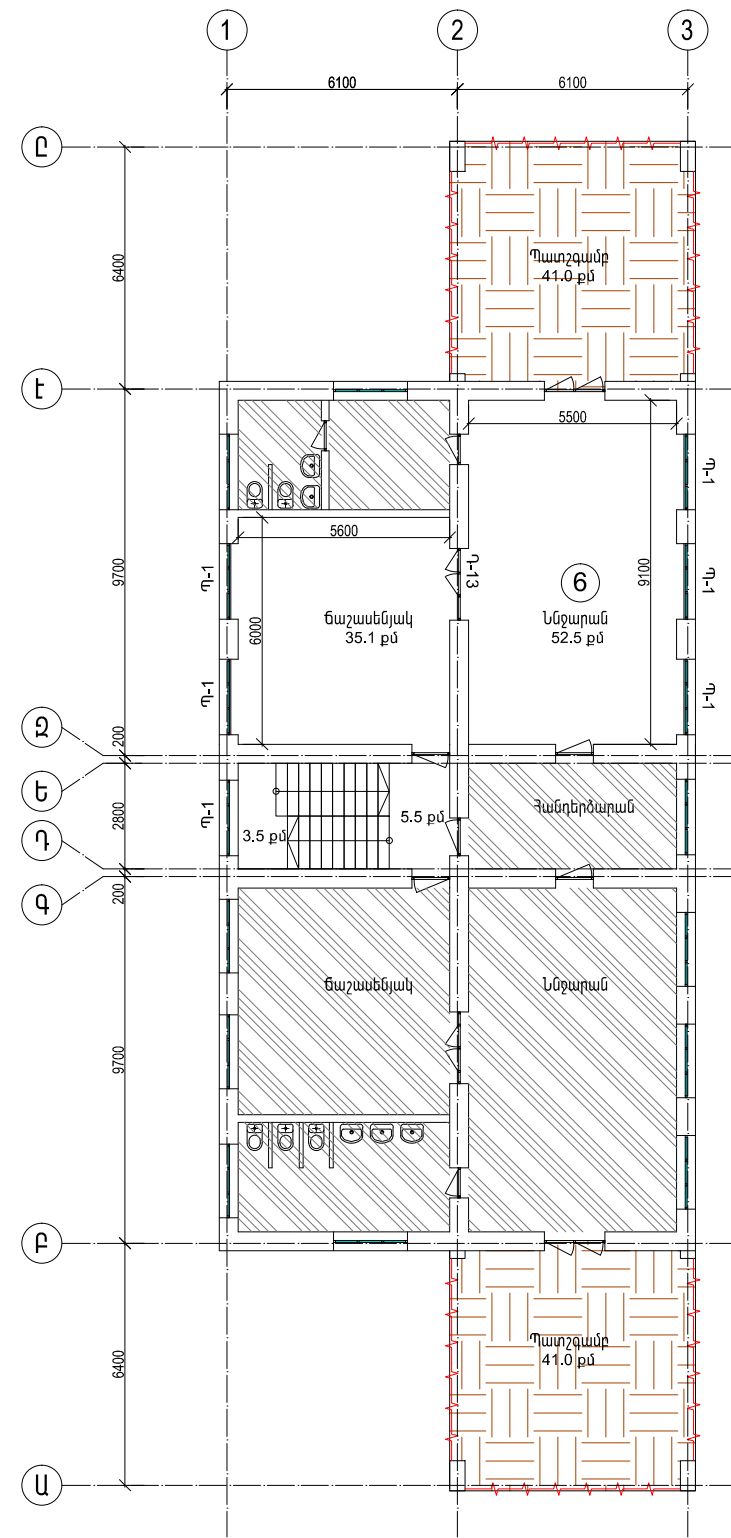 1
2
3
6100
6100
Ը
6400
Պատշգամբ
41.0 քմ
Է
5500
Պ-1
5600
9700
Պ-1
Դ-13
6
9100
Պ-1
6000
Ճաշասենյակ
35.1 քմ
Ննջարան
52.5 քմ
Պ-1
Պ-1
Զ
200
Ե
2800
Պ-1
3.5 քմ
5.5 քմ
Հանդերձարան
Դ
Գ
200
Ճաշասենյակ
Ննջարան
9700
Բ
Պատշգամբ
41.0 քմ
6400
Ա